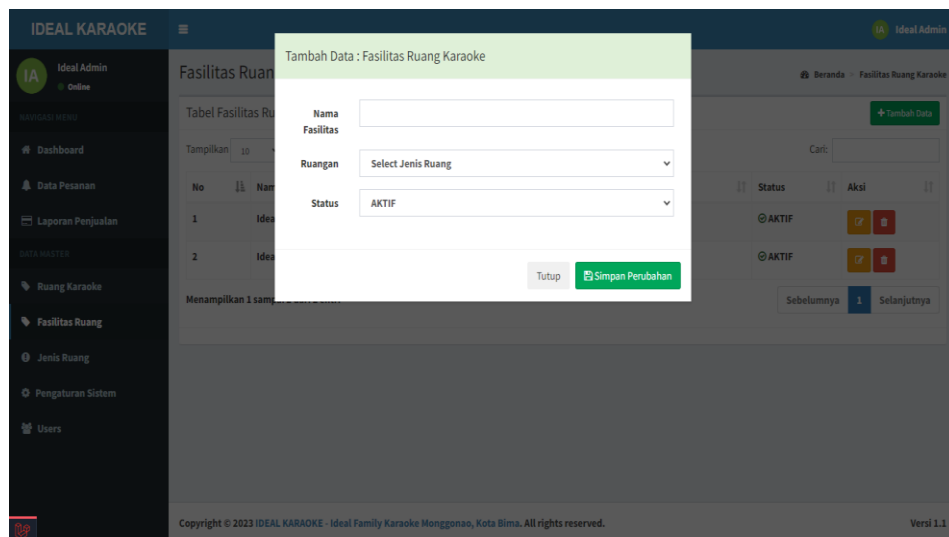 IDEAL KARAOKE
IA Ideal Admin
IA Ideal Admin
Online
NAVIGASI MENU
Dashboard
Data Pesanan
Laporan Penjualan
DATA MASTER
Ruang Karaoke
Fasilitas Ruang
Jenis Ruang
Pengaturan Sistem
Users
Fasilitas Ruan
Beranda > Fasilitas Ruang Karaoke
Tabel Fasilitas Ru
+ Tambah Data
Tampilkan 10
Cari:
No Nam Status Aksi
1 Idea AKTIF
2 Idea AKTIF
Menampilkan 1 samp
Sebelumnya 1 Selanjutnya
Tambah Data : Fasilitas Ruang Karaoke
Nama
Fasilitas
Ruangan Select Jenis Ruang
Status AKTIF
Tutup Simpan Perubahan
Copyright © 2023 IDEAL KARAOKE - Ideal Family Karaoke Monggonao, Kota Bima. All rights reserved.
Versi 1.1